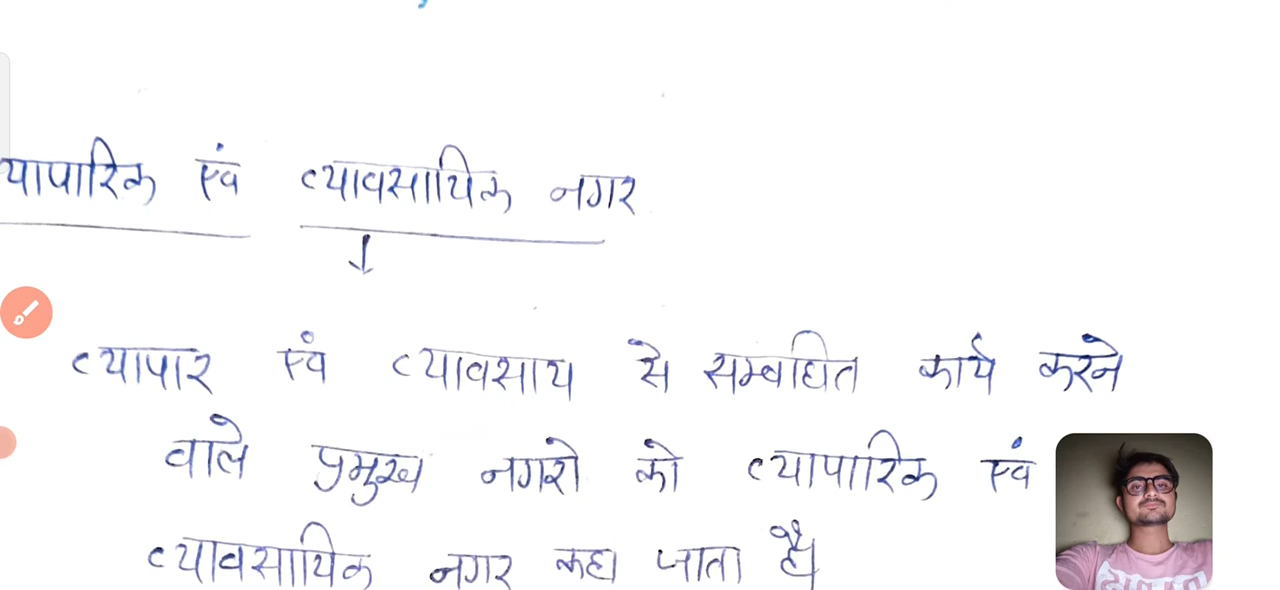 व्यापारिक एवं व्यावसायिक नगर
व्यापार एवं व्यावसाय से सम्बधित कार्य करने
वाले प्रमुख नगरो को व्यापारिक एवं
व्यावसायिक नगर कहा जाता है।